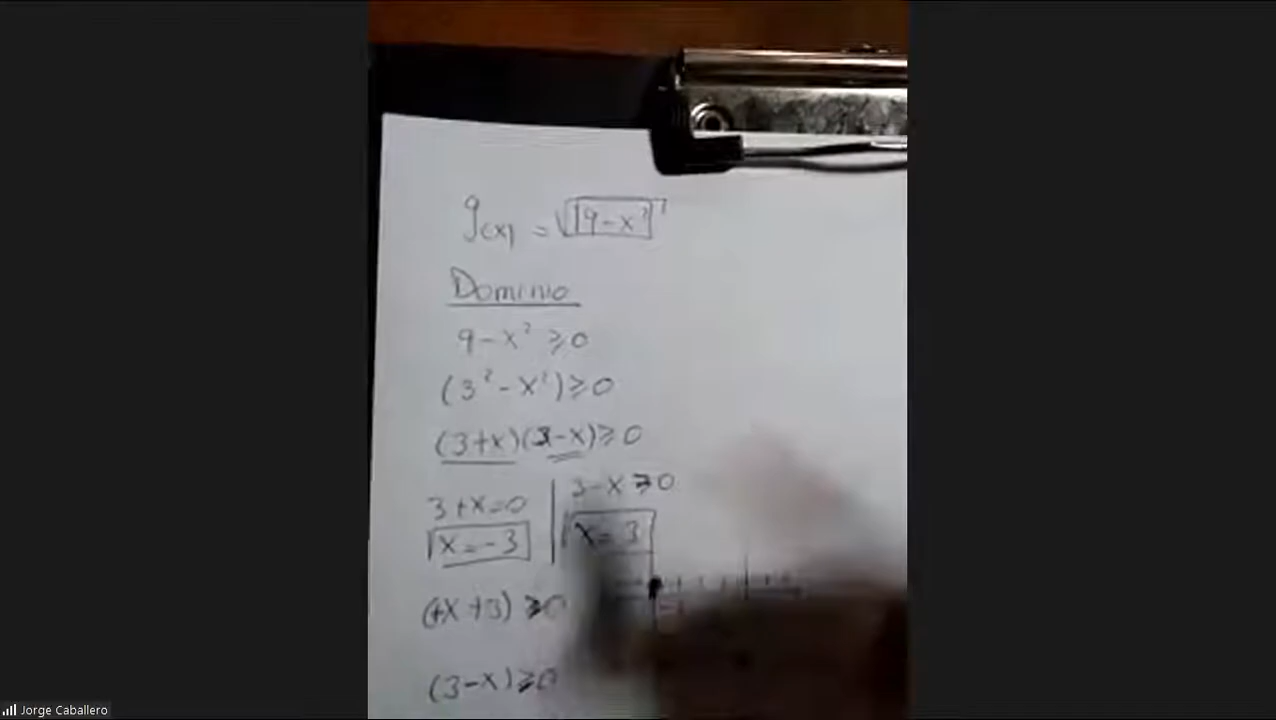 g(x) = √9-x²
Dominio
9-x² ≥0
(3²-x²)≥0
(3+x)(3-x)≥0
3+x=0 | 3-x≥0
x=-3 | x=3
(+x+3) ≥0
(3-x)≥0
Jorge Caballero